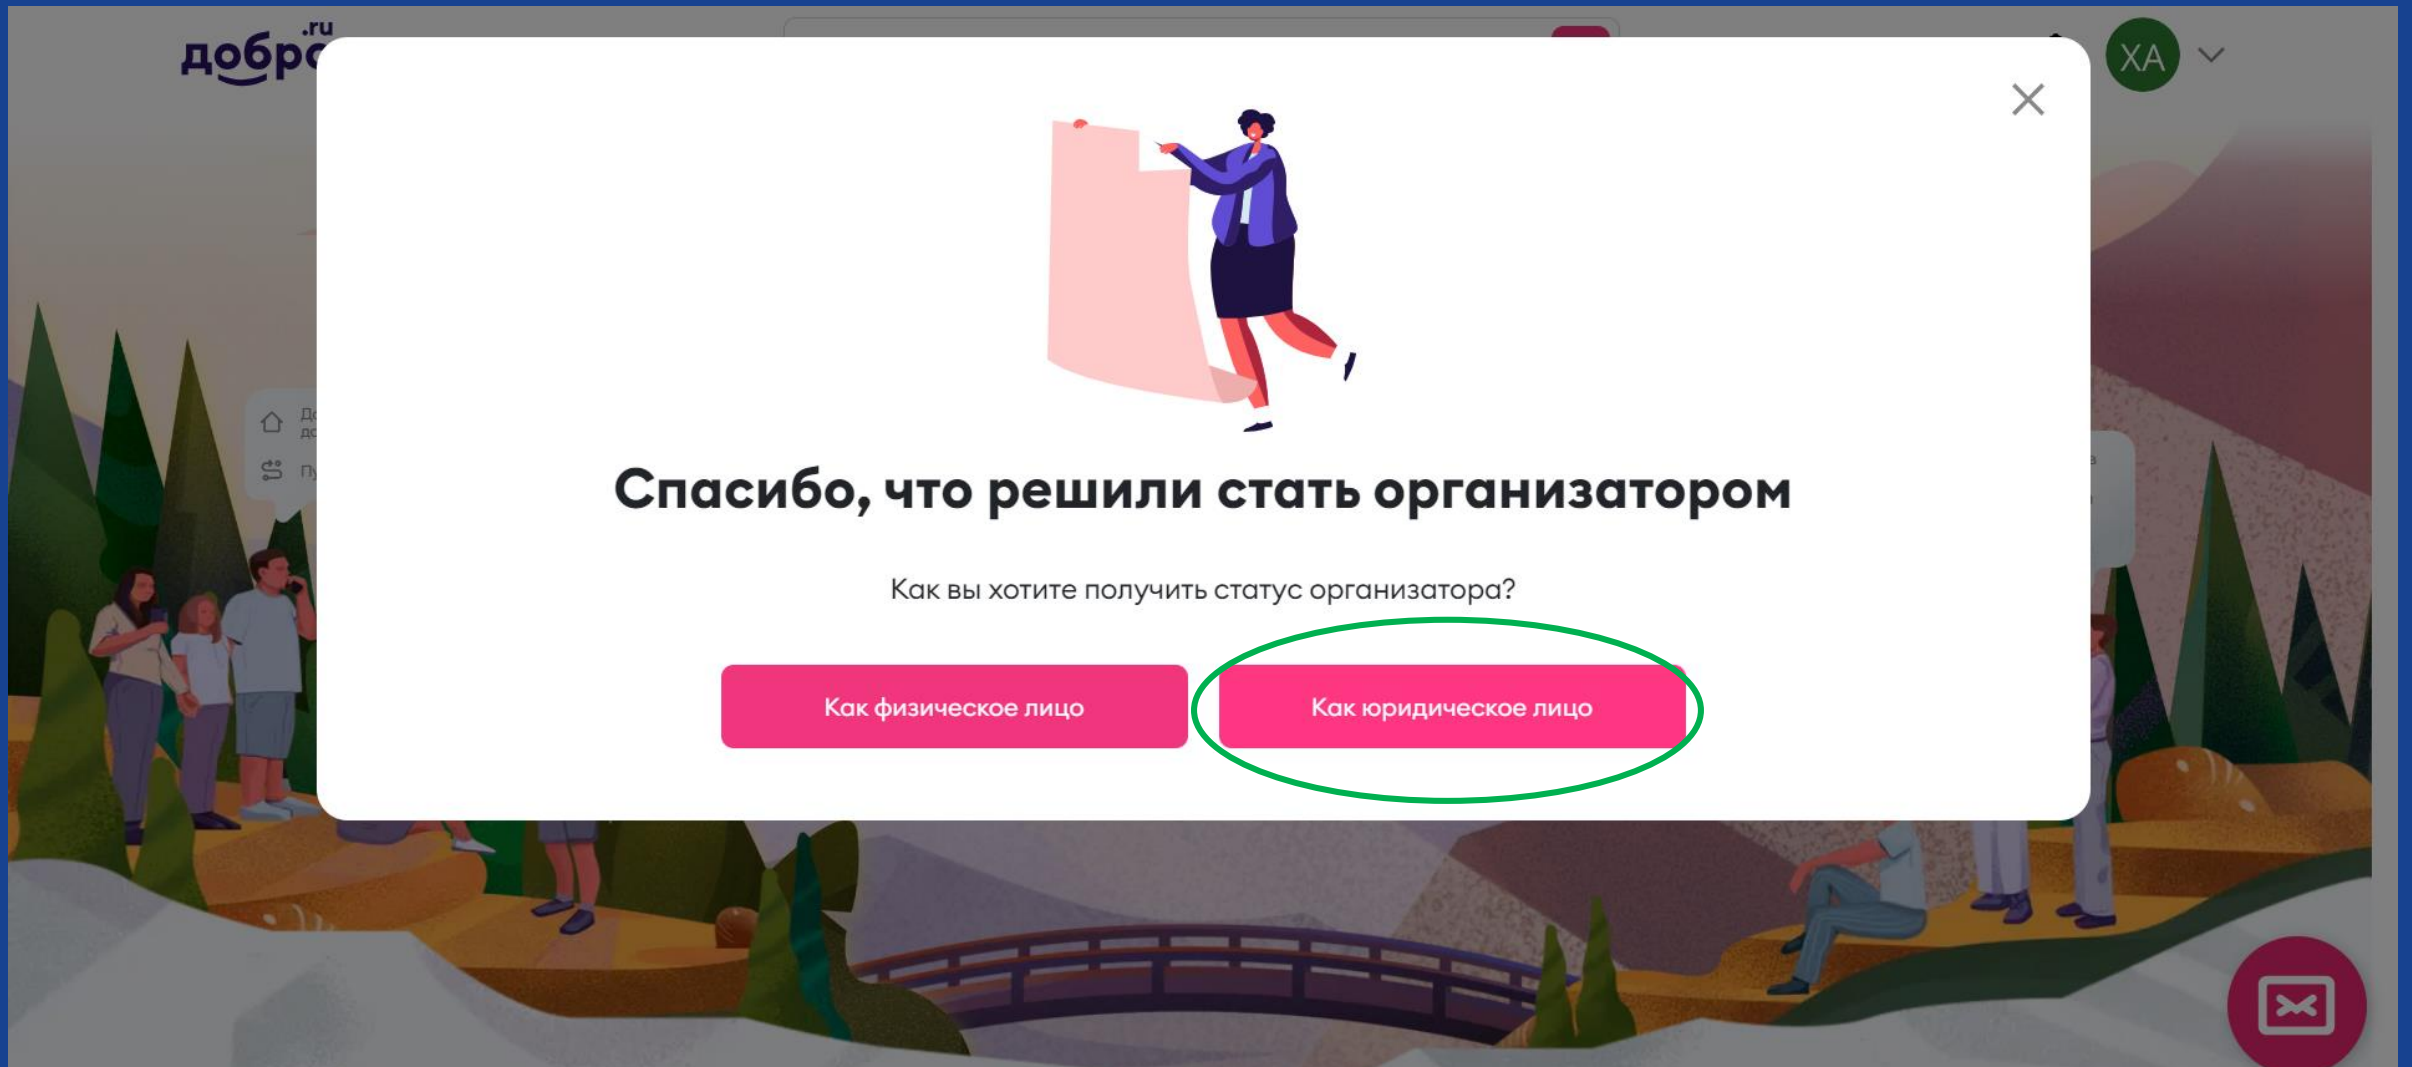 .ru
добро
ХА
Спасибо, что решили стать организатором
Как вы хотите получить статус организатора?
Как физическое лицо
Как юридическое лицо